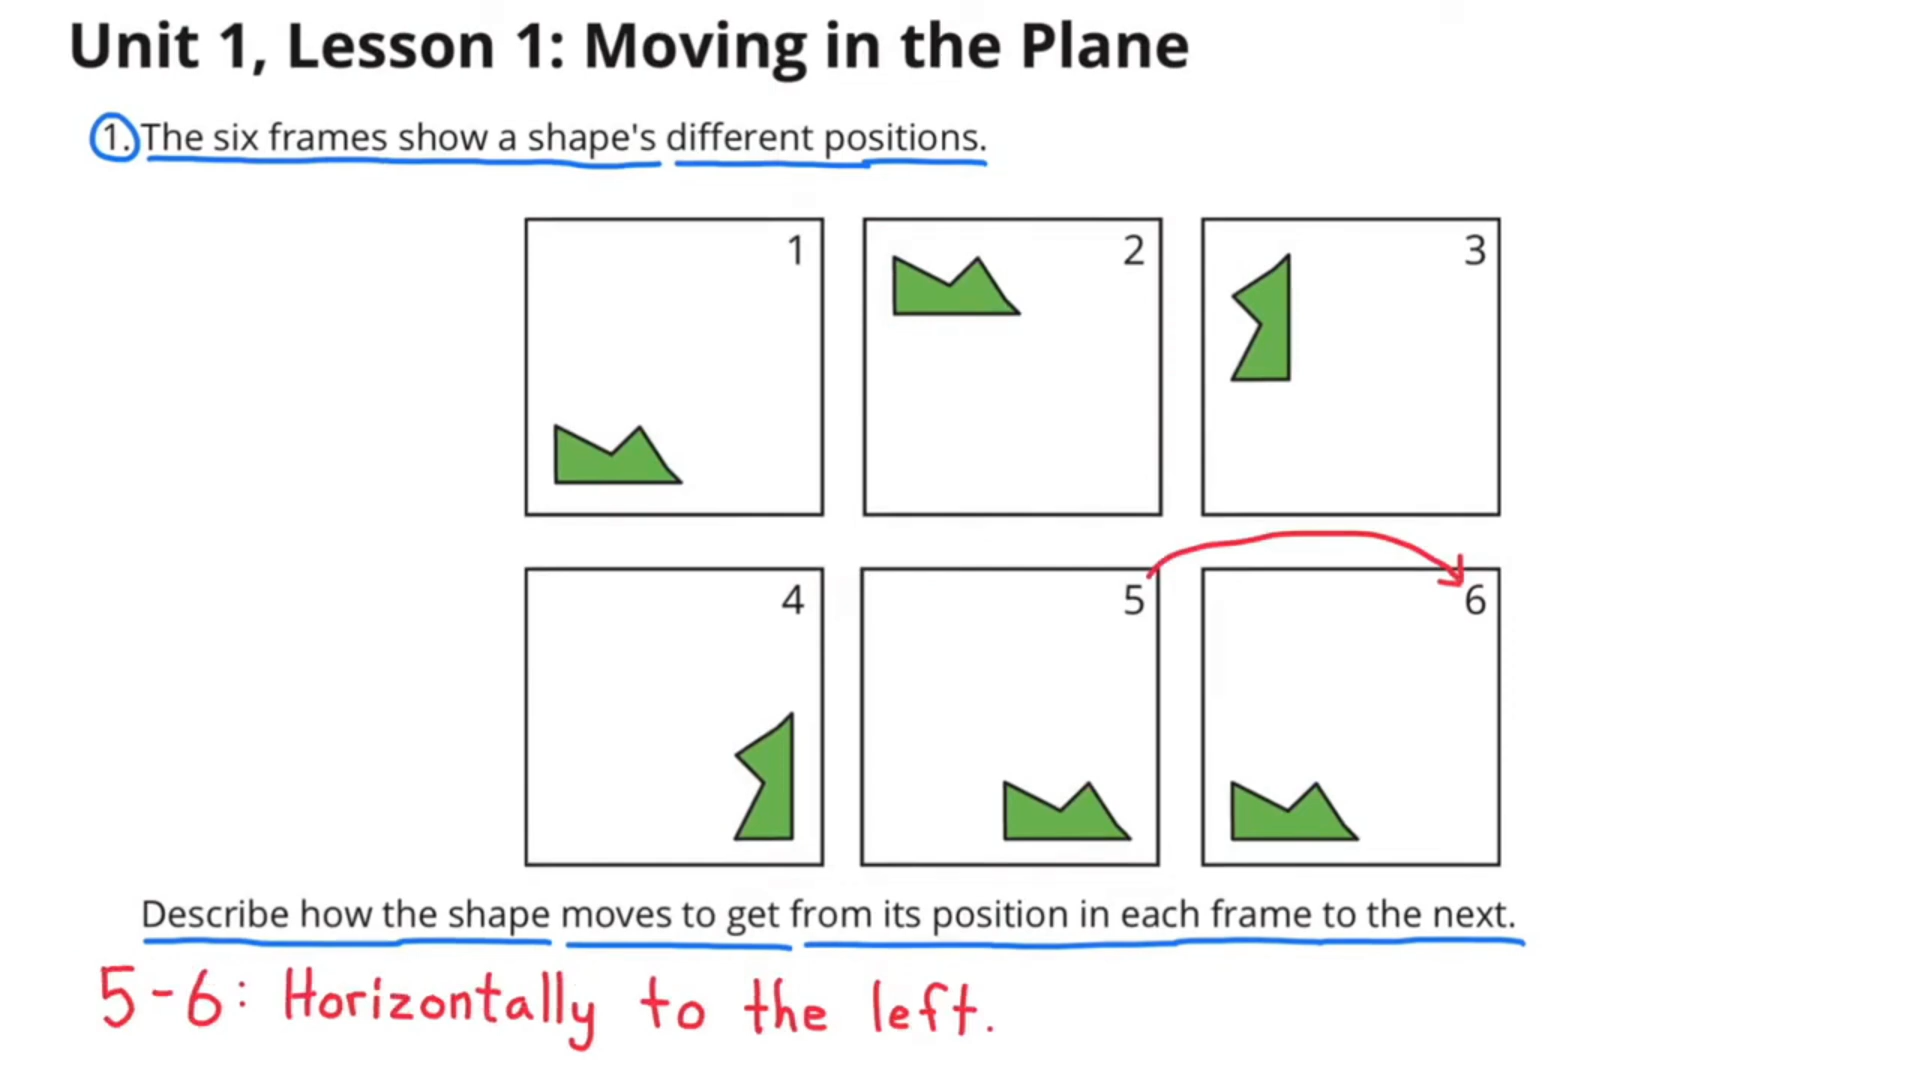 Unit 1, Lesson 1: Moving in the Plane
1. The six frames show a shape's different positions.
1
2
3
4
5
6
Describe how the shape moves to get from its position in each frame to the next.
5-6: Horizontally to the left.